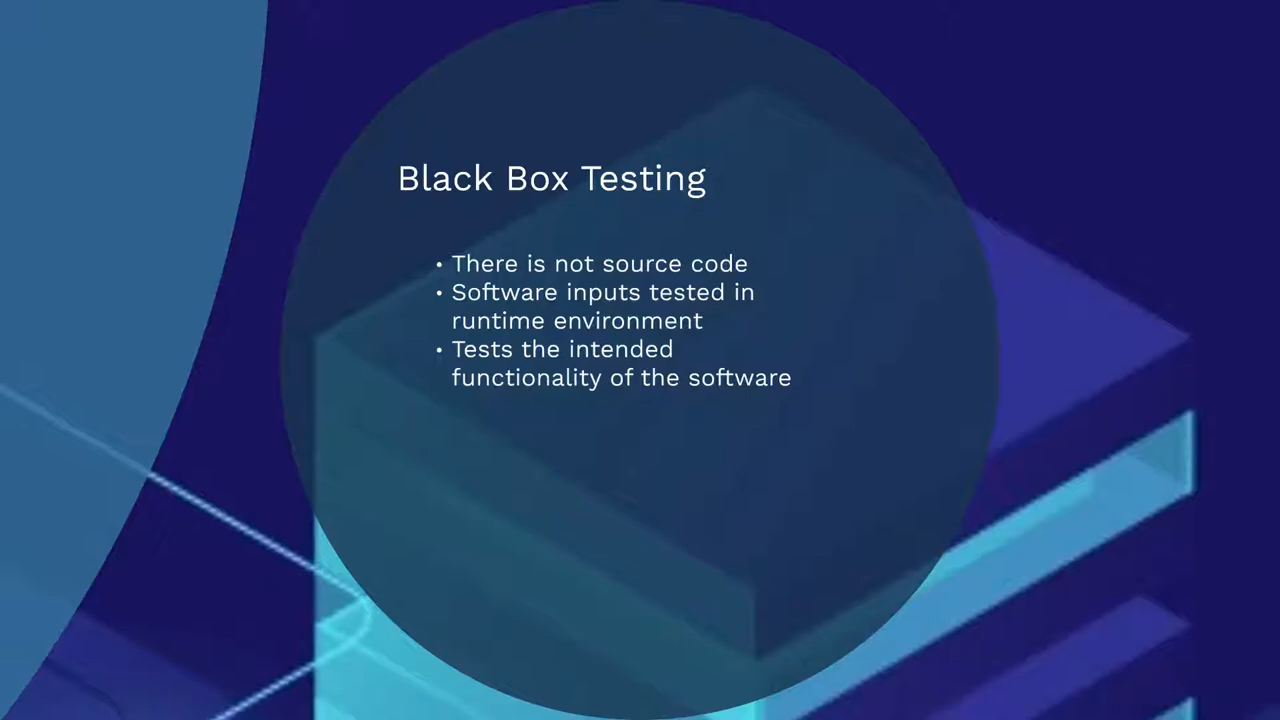 Black Box Testing
• There is not source code
• Software inputs tested in
runtime environment
• Tests the intended
functionality of the software